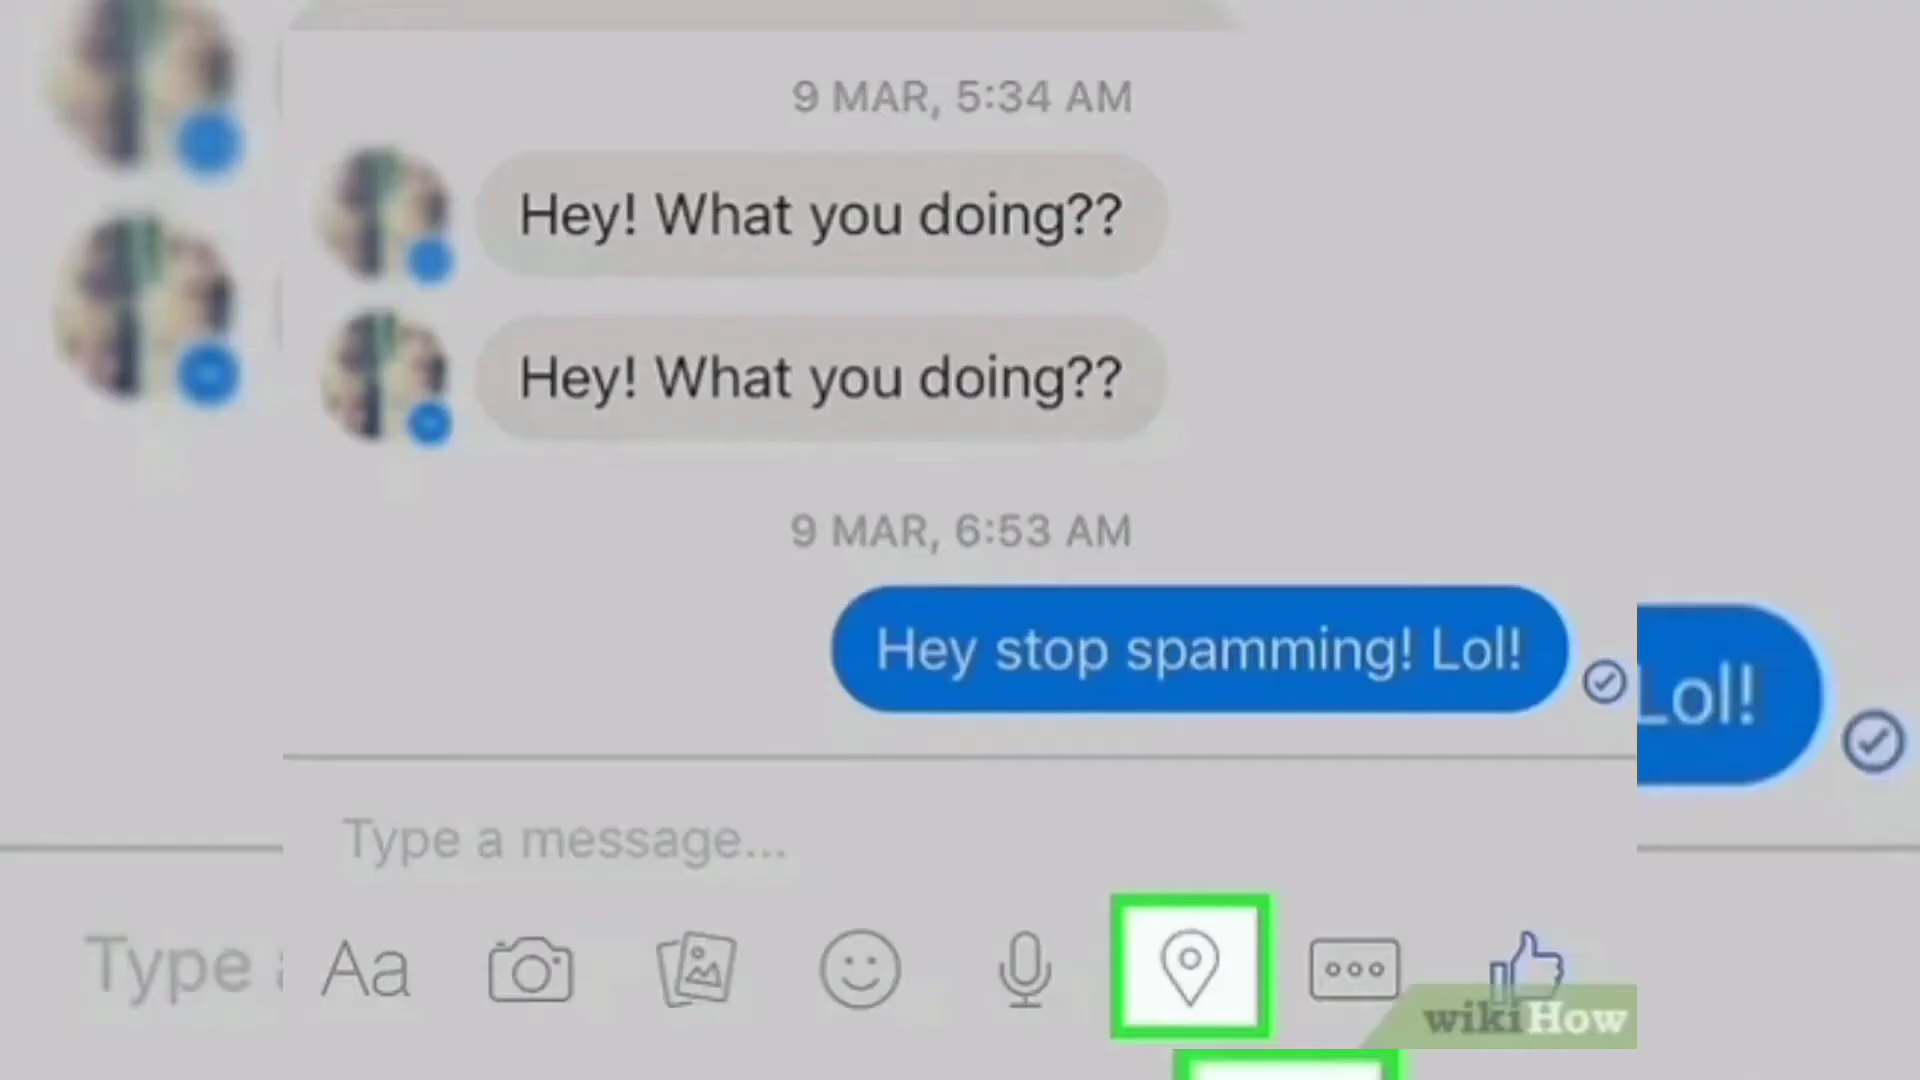 9 MAR, 5:34 AM
Hey! What you doing??
Hey! What you doing??
9 MAR, 6:53 AM
Hey stop spamming! Lol!
Lol!
Type a message...
Type
Aa
wikiHow